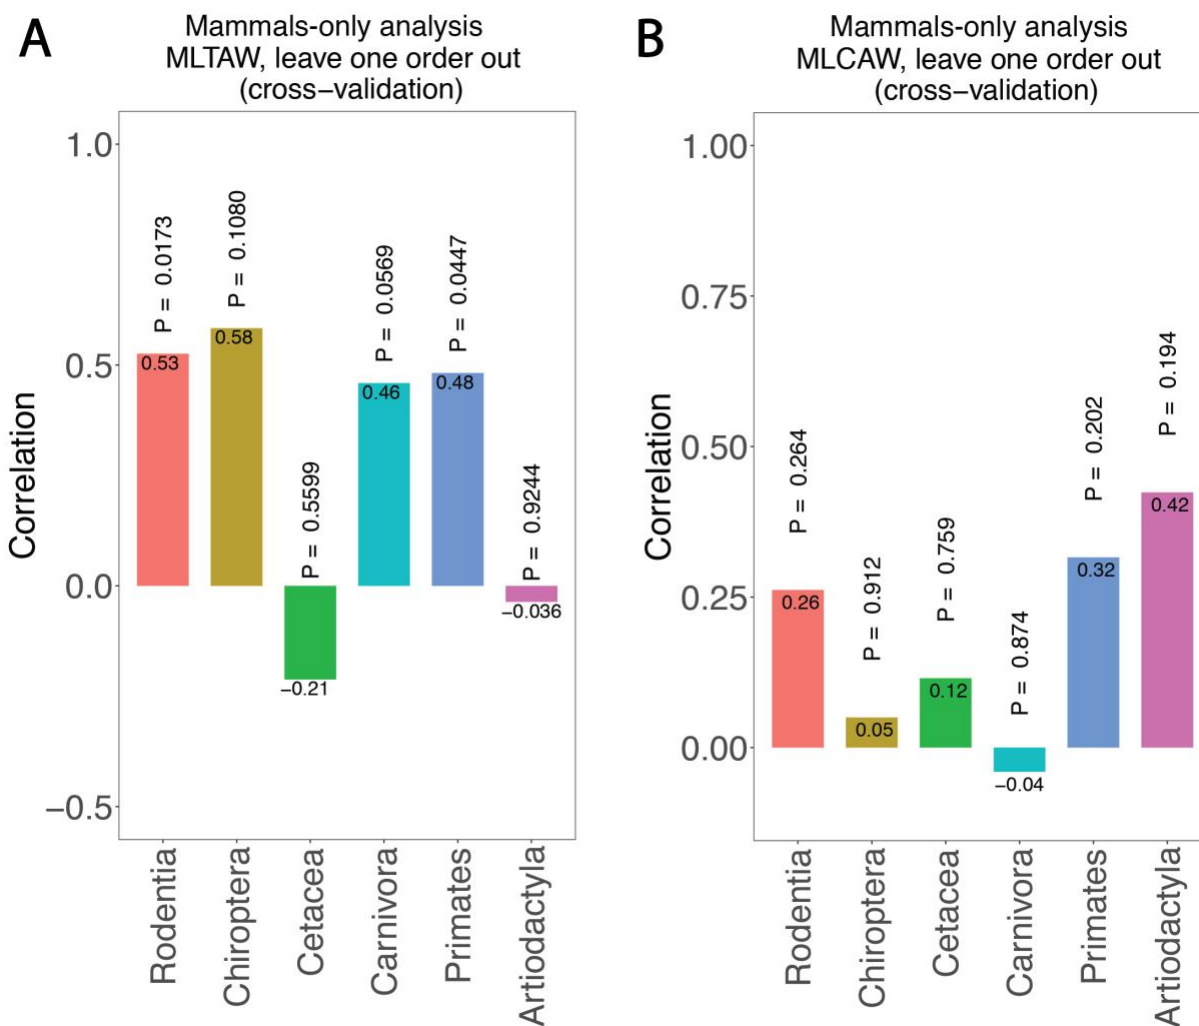 A
Mammals-only analysis
MLTAW, leave one order out
(cross−validation)
Correlation
1.0
0.5
0.0
−0.5
P = 0.0173
0.53
P = 0.1080
0.58
P = 0.5599
−0.21
P = 0.0569
0.46
P = 0.0447
0.48
P = 0.9244
−0.036
Rodentia
Chiroptera
Cetacea
Carnivora
Primates
Artiodactyla
B
Mammals-only analysis
MLCAW, leave one order out
(cross−validation)
Correlation
1.00
0.75
0.50
0.25
0.00
P = 0.264
0.26
P = 0.912
0.05
P = 0.759
0.12
P = 0.874
−0.04
P = 0.202
0.32
P = 0.194
0.42
Rodentia
Chiroptera
Cetacea
Carnivora
Primates
Artiodactyla